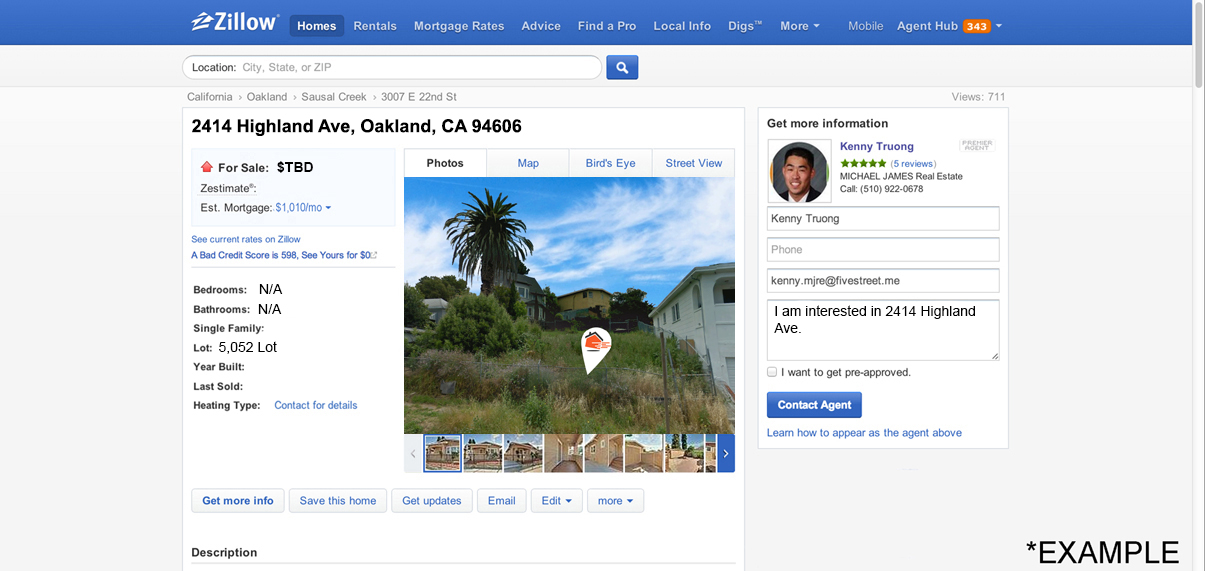 Zillow®
Homes Rentals Mortgage Rates Advice Find a Pro Local Info Digs™ More Mobile Agent Hub 343
Location: City, State, or ZIP
California › Oakland › Sausal Creek › 3007 E 22nd St
Views: 711
2414 Highland Ave, Oakland, CA 94606
For Sale: $TBD
Zestimate®:
Est. Mortgage: $1,010/mo
See current rates on Zillow
A Bad Credit Score is 598, See Yours for $0
Bedrooms: N/A
Bathrooms: N/A
Single Family:
Lot: 5,052 Lot
Year Built:
Last Sold:
Heating Type: Contact for details
Photos Map Bird's Eye Street View
Get more info Save this home Get updates Email Edit more
Description
Get more information
Kenny Truong
PREMIER
AGENT
(5 reviews)
MICHAEL JAMES Real Estate
Call: (510) 922-0678
Kenny Truong
Phone
kenny.mjre@fivestreet.me
I am interested in 2414 Highland
Ave.
I want to get pre-approved.
Contact Agent
Learn how to appear as the agent above
*EXAMPLE